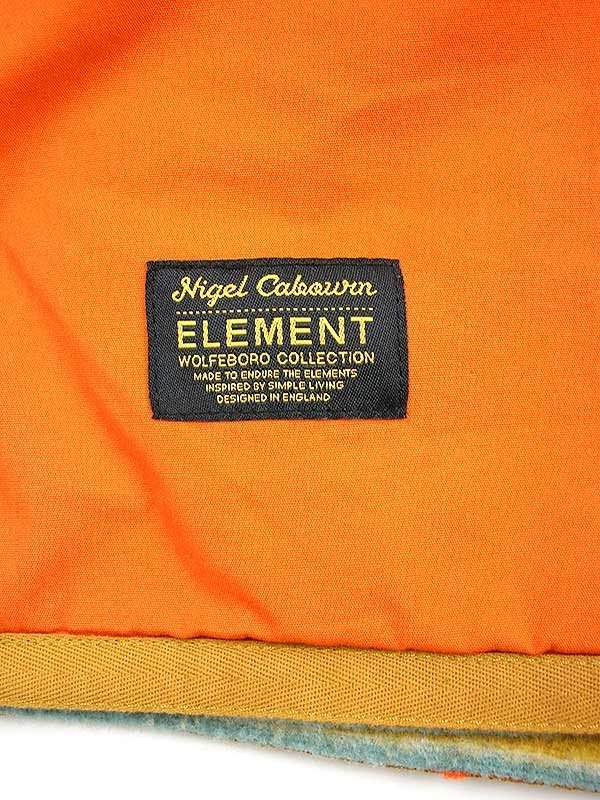 Nigel Cabourn
ELEMENT
WOLFEBORO COLLECTION
MADE TO ENDURE THE ELEMENTS
INSPIRED BY SIMPLE LIVING
DESIGNED IN ENGLAND